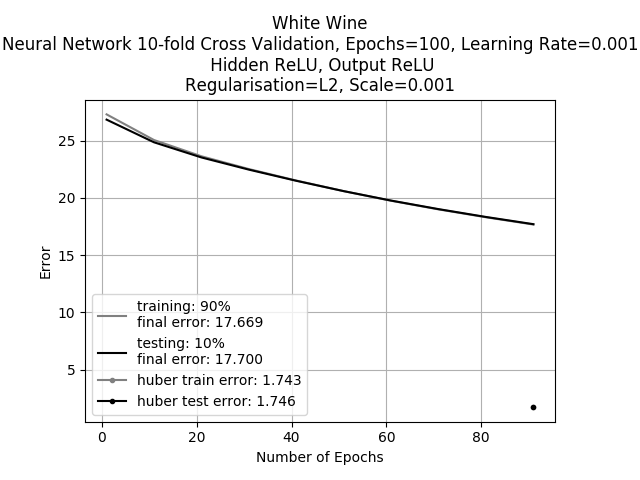 White Wine
Neural Network 10-fold Cross Validation, Epochs=100, Learning Rate=0.001
Hidden ReLU, Output ReLU
Regularisation=L2, Scale=0.001
25
20
15
10
5
Error
training: 90%
final error: 17.669
testing: 10%
final error: 17.700
huber train error: 1.743
huber test error: 1.746
0 20 40 60 80
Number of Epochs